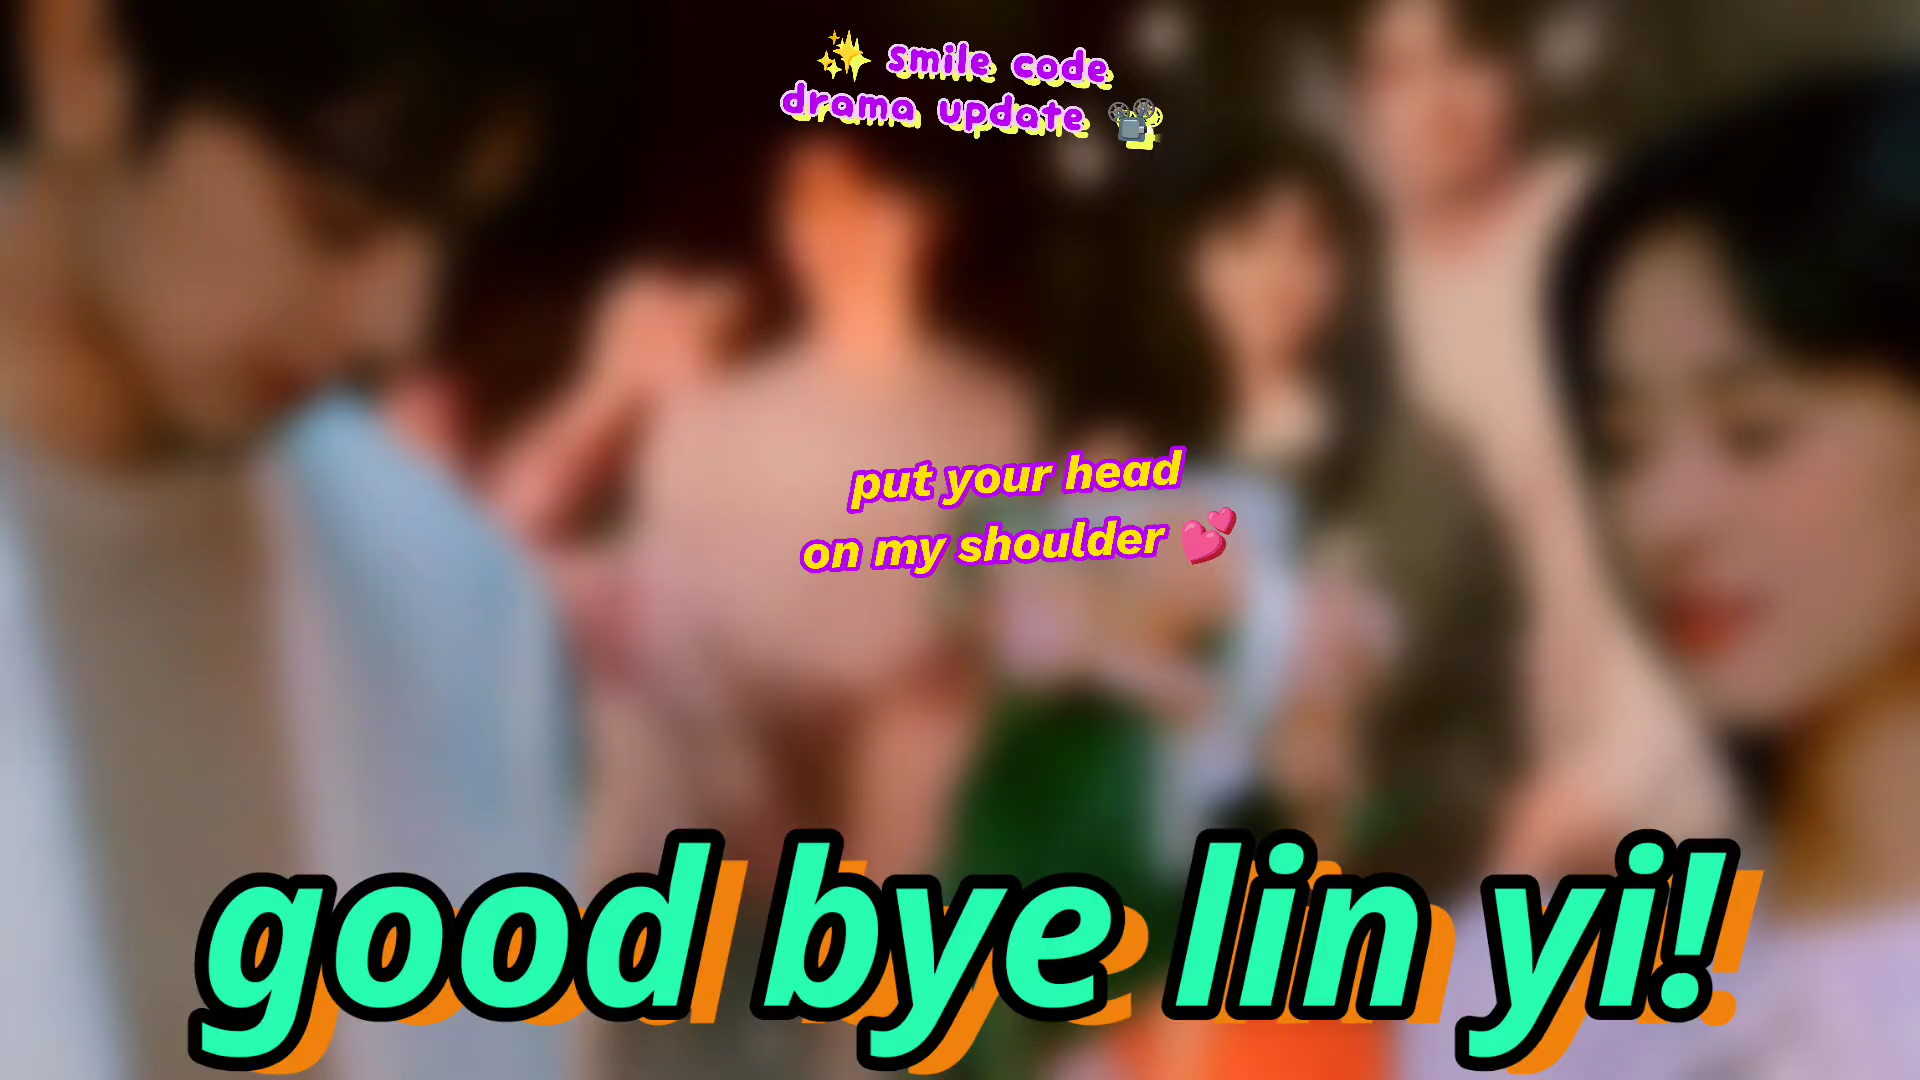 ✨ smile code
drama update 📽️
put your head
on my shoulder 💕
good bye lin yi!